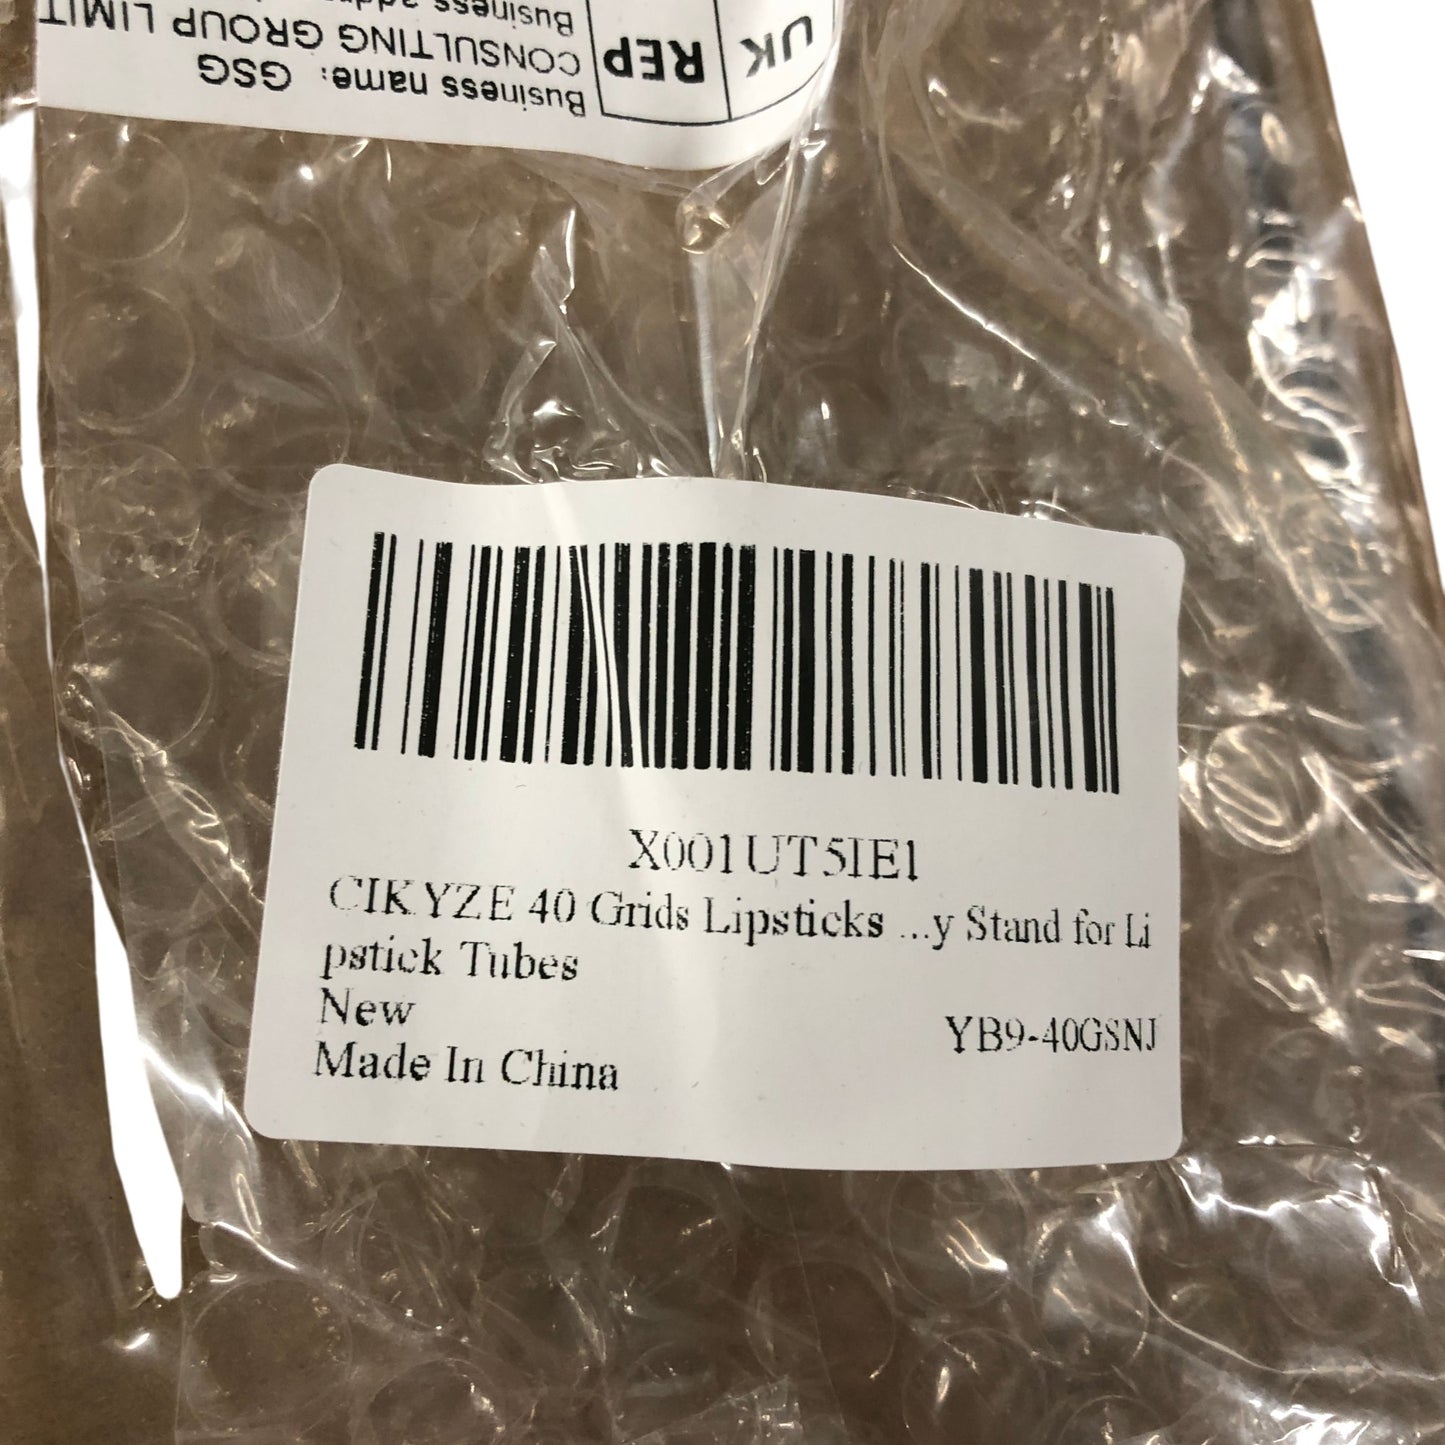 UK REP
Business name: GSG
CONSULTING GROUP LIMIT
Business
X001UT5IE1
CIKYZE 40 Grids Lipsticks ...y Stand for Li
pstick Tubes
New
YB9-40GSNJ
Made In China